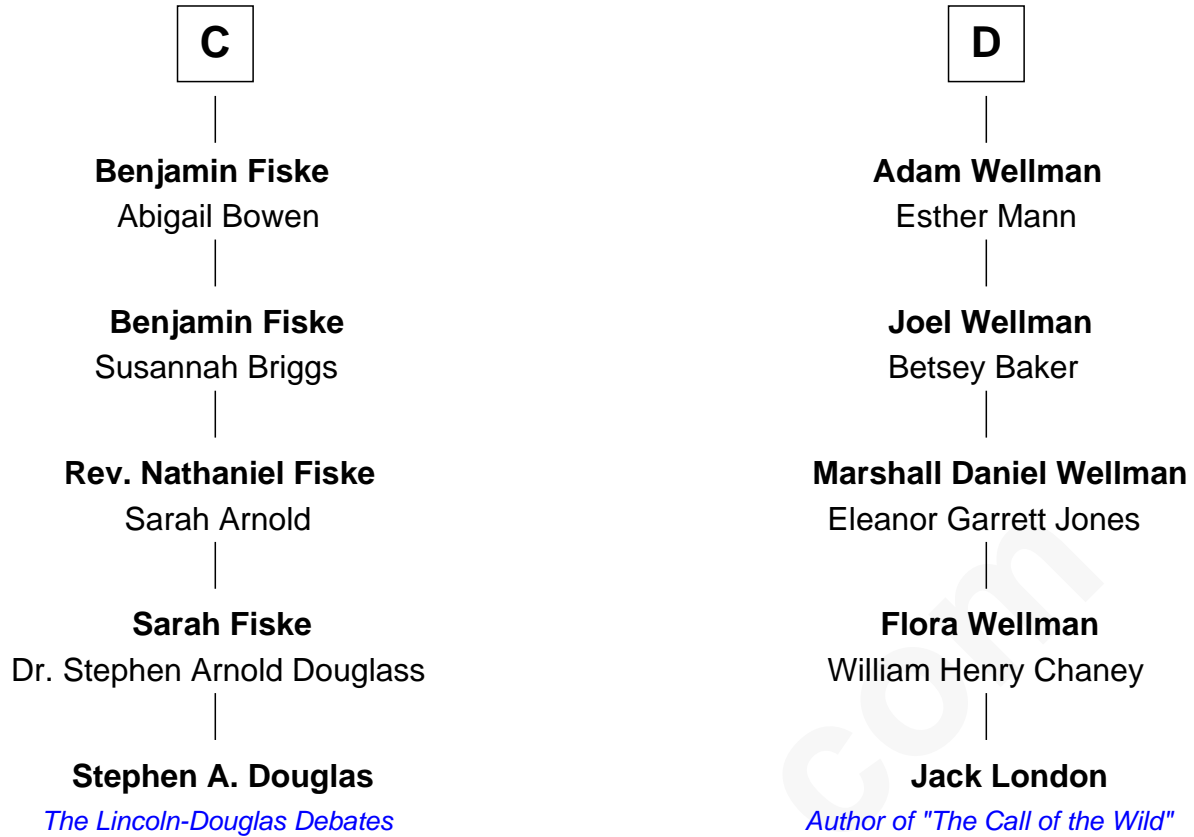 C
Benjamin Fiske
Abigail Bowen
Benjamin Fiske
Susannah Briggs
Rev. Nathaniel Fiske
Sarah Arnold
Sarah Fiske
Dr. Stephen Arnold Douglass
Stephen A. Douglas
The Lincoln-Douglas Debates
D
Adam Wellman
Esther Mann
Joel Wellman
Betsey Baker
Marshall Daniel Wellman
Eleanor Garrett Jones
Flora Wellman
William Henry Chaney
Jack London
Author of "The Call of the Wild"
com